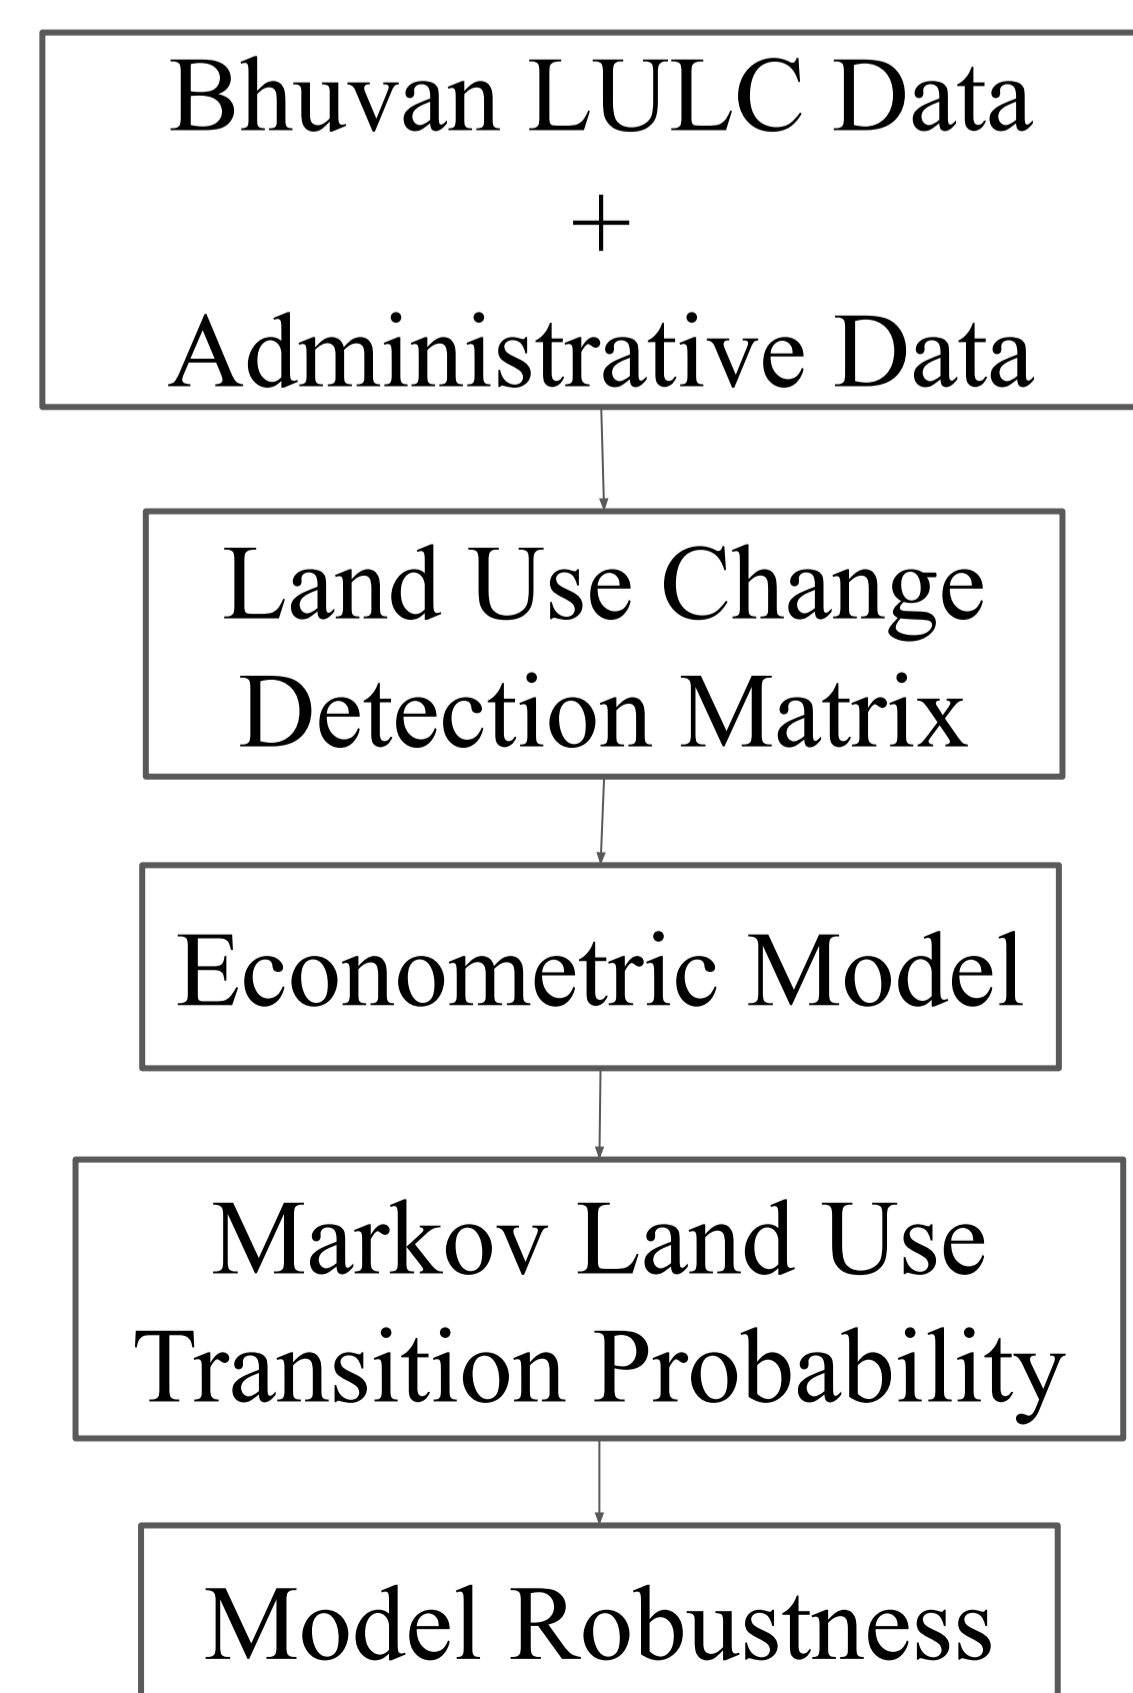 Bhuvan LULC Data
+
Administrative Data
Land Use Change
Detection Matrix
Econometric Model
Markov Land Use
Transition Probability
Model Robustness